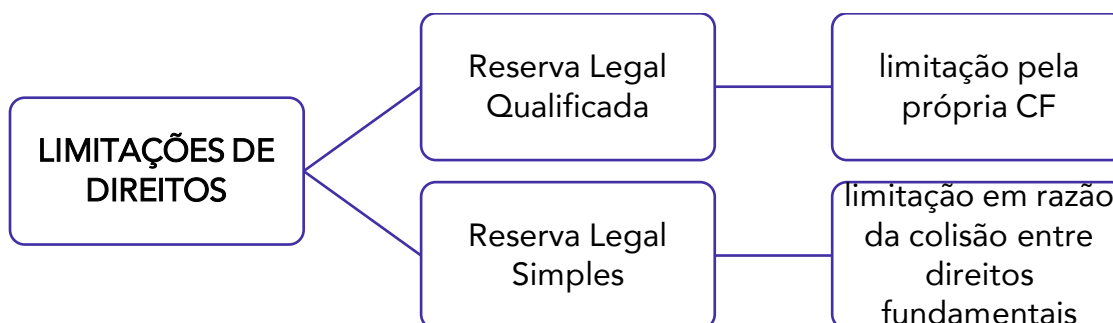 LIMITAÇÕES DE
DIREITOS
Reserva Legal
Qualificada
limitação pela
própria CF
Reserva Legal
Simples
limitação em razão
da colisão entre
direitos
fundamentais